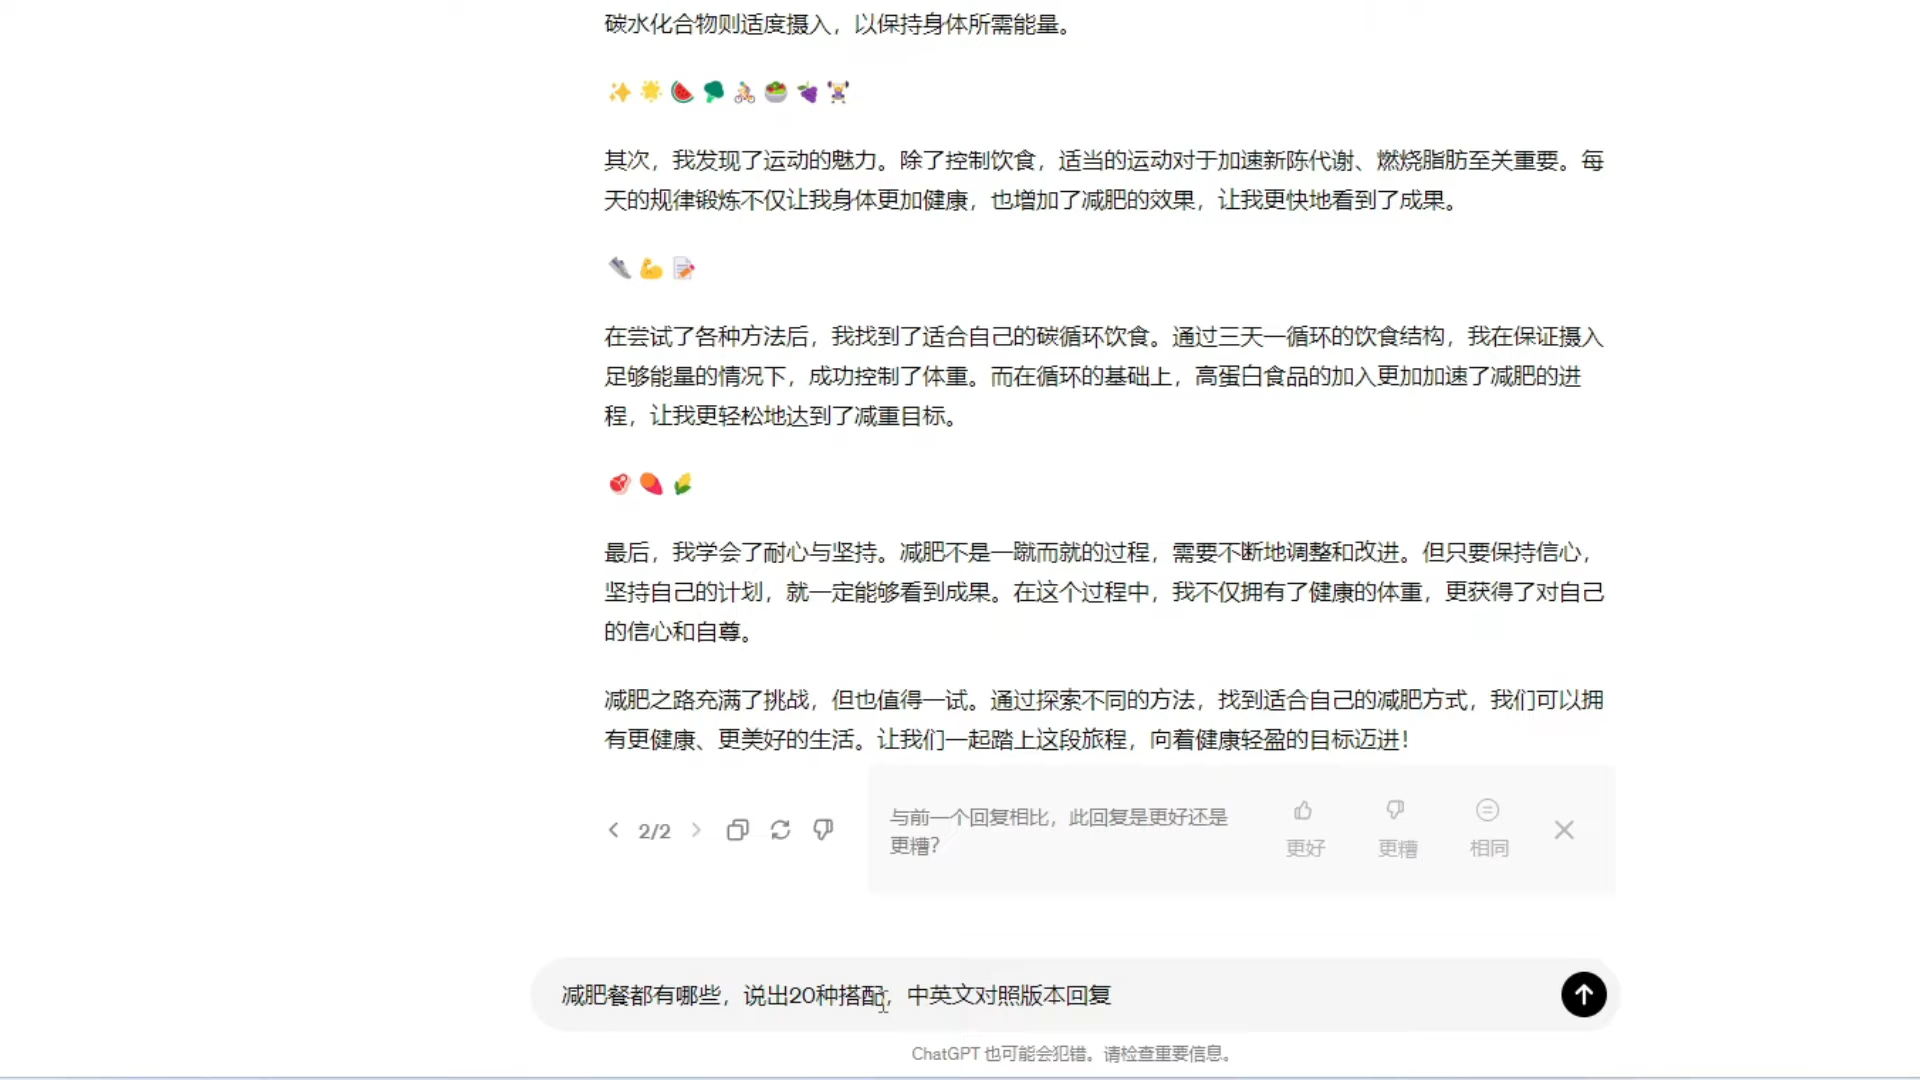 碳水化合物则适度摄入，以保持身体所需能量。
其次，我发现了运动的魅力。除了控制饮食，适当的运动对于加速新陈代谢、燃烧脂肪至关重要。每
天的规律锻炼不仅让我身体更加健康，也增加了减肥的效果，让我更快地看到了成果。
在尝试了各种方法后，我找到了适合自己的碳循环饮食。通过三天一循环的饮食结构，我在保证摄入
足够能量的情况下，成功控制了体重。而在循环的基础上，高蛋白食品的加入更加加速了减肥的进
程，让我更轻松地达到了减重目标。
最后，我学会了耐心与坚持。减肥不是一蹴而就的过程，需要不断地调整和改进。但只要保持信心，
坚持自己的计划，就一定能够看到成果。在这个过程中，我不仅拥有了健康的体重，更获得了对自己
的信心和自尊。
减肥之路充满了挑战，但也值得一试。通过探索不同的方法，找到适合自己的减肥方式，我们可以拥
有更健康、更美好的生活。让我们一起踏上这段旅程，向着健康轻盈的目标迈进！
2/2
与前一个回复相比，此回复是更好还是
更糟？
更好 更糟 相同
减肥餐都有哪些，说出20种搭配，中英文对照版本回复
ChatGPT 也可能会犯错。请检查重要信息。